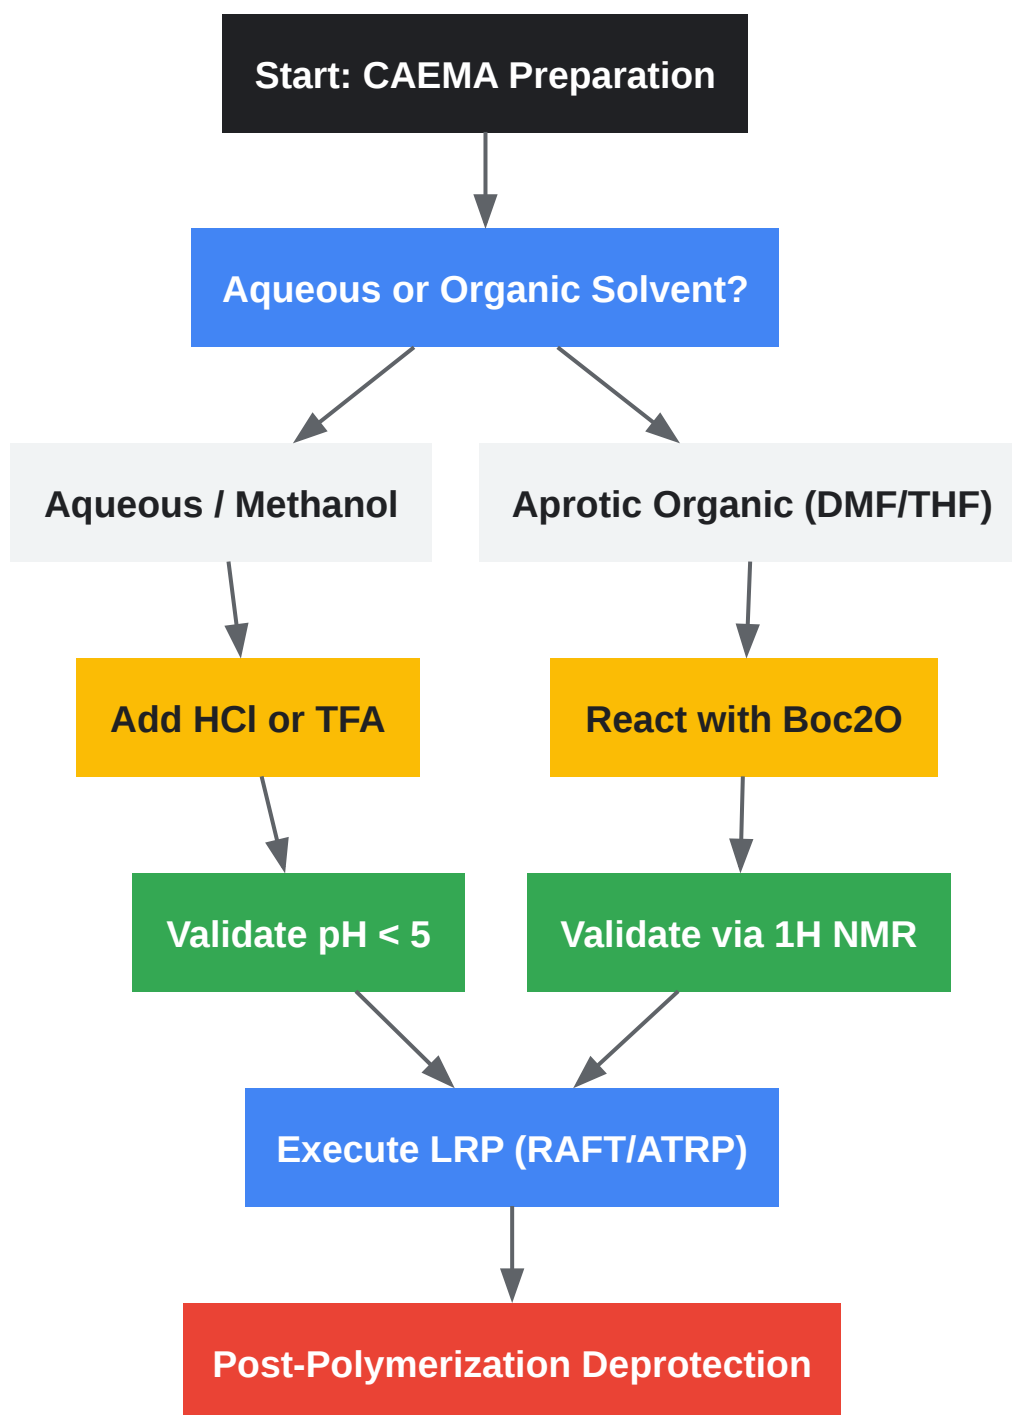 Start: CAEMA Preparation
Aqueous or Organic Solvent?
Aqueous / Methanol
Aprotic Organic (DMF/THF)
Add HCl or TFA
React with Boc2O
Validate pH < 5
Validate via 1H NMR
Execute LRP (RAFT/ATRP)
Post-Polymerization Deprotection